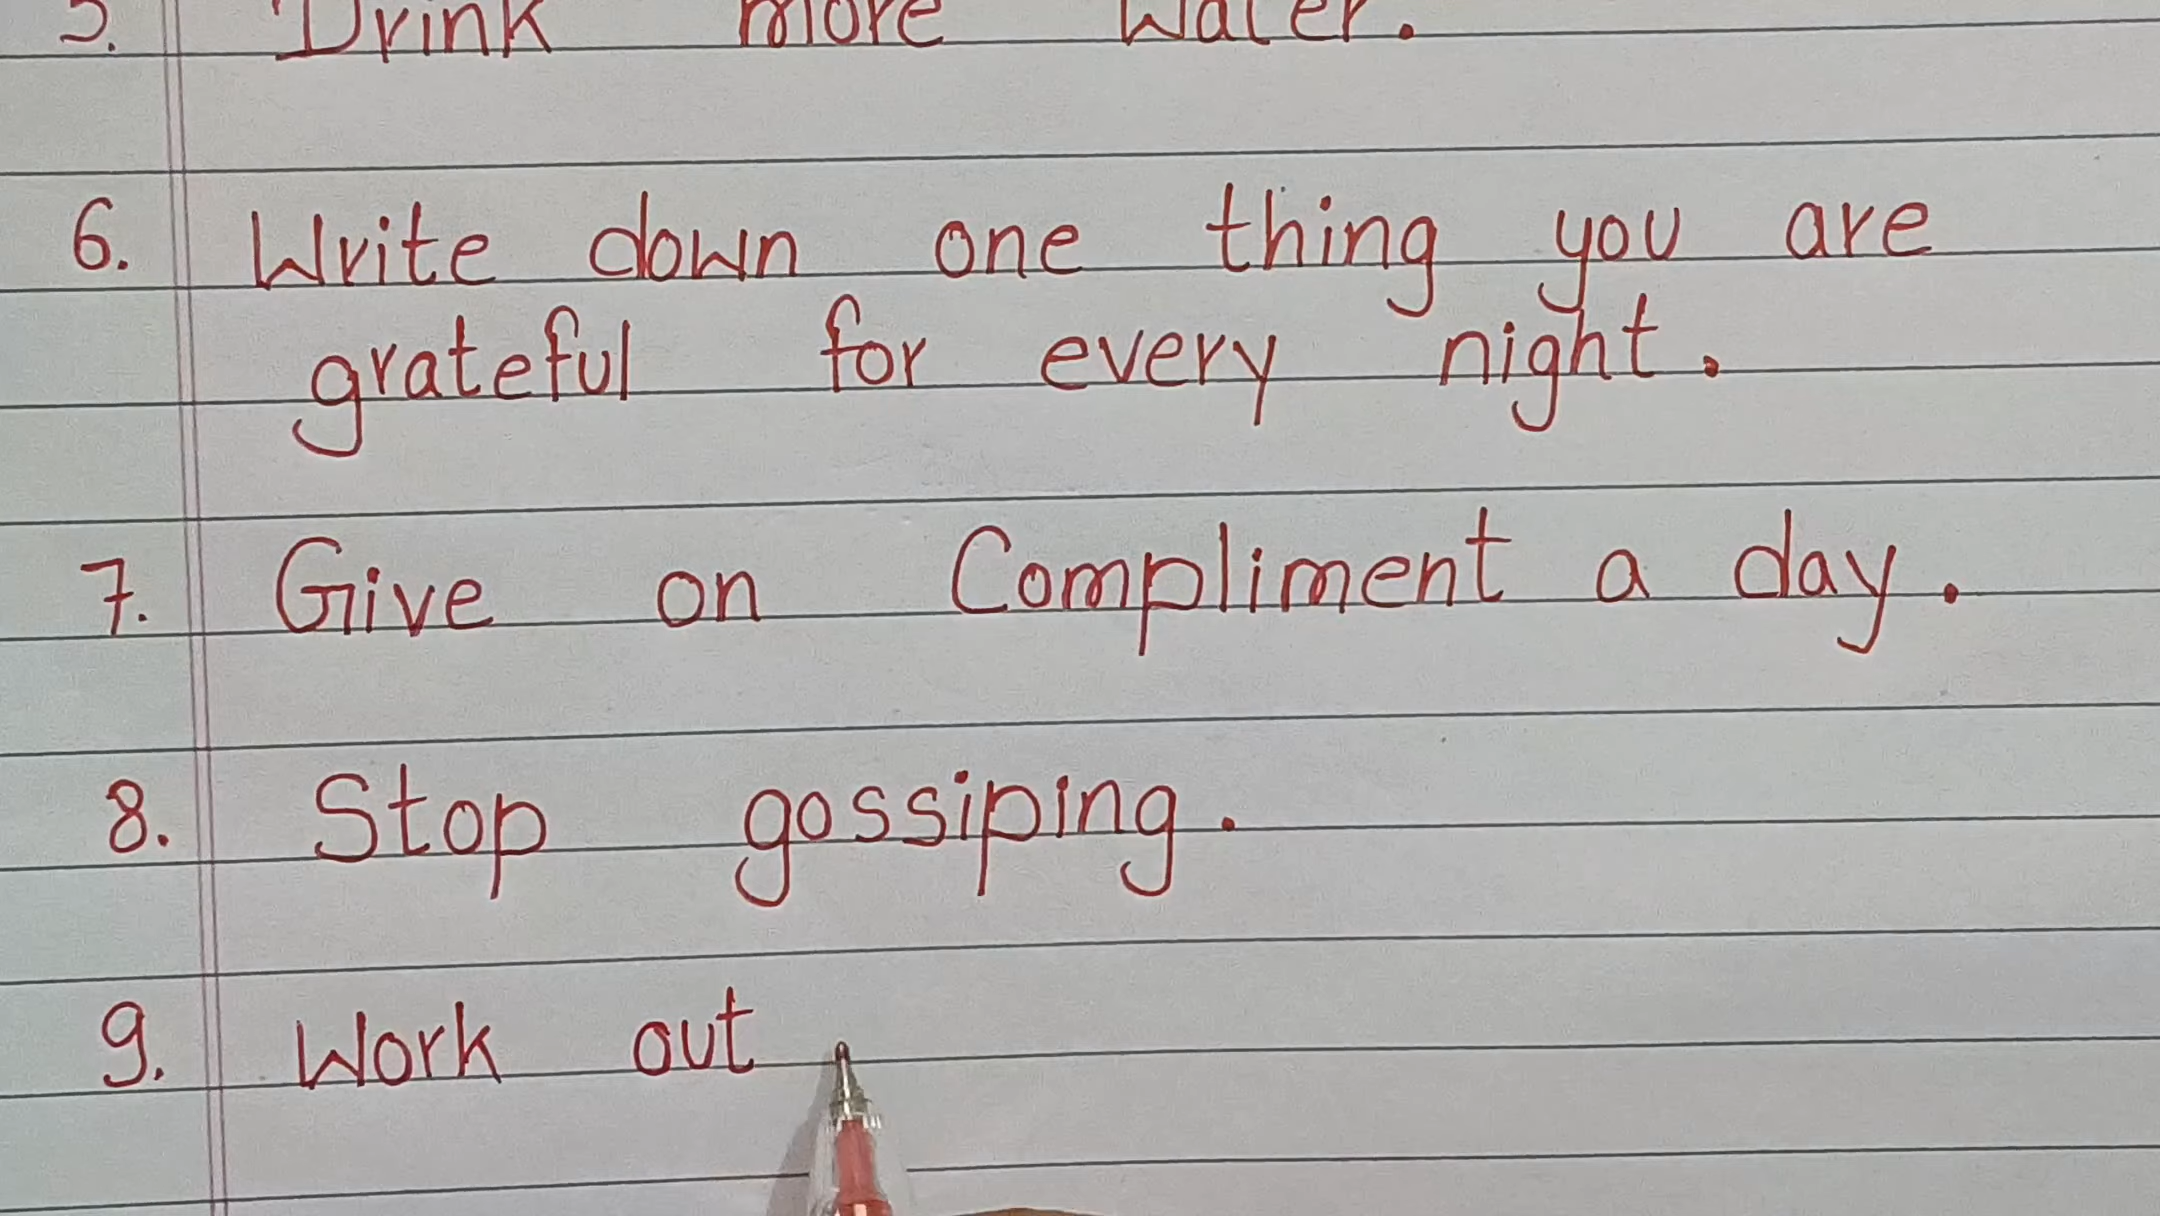 5. Drink more water.
6. Write down one thing you are
grateful for every night.
7. Give on Compliment a day.
8. Stop gossiping.
9. Work out